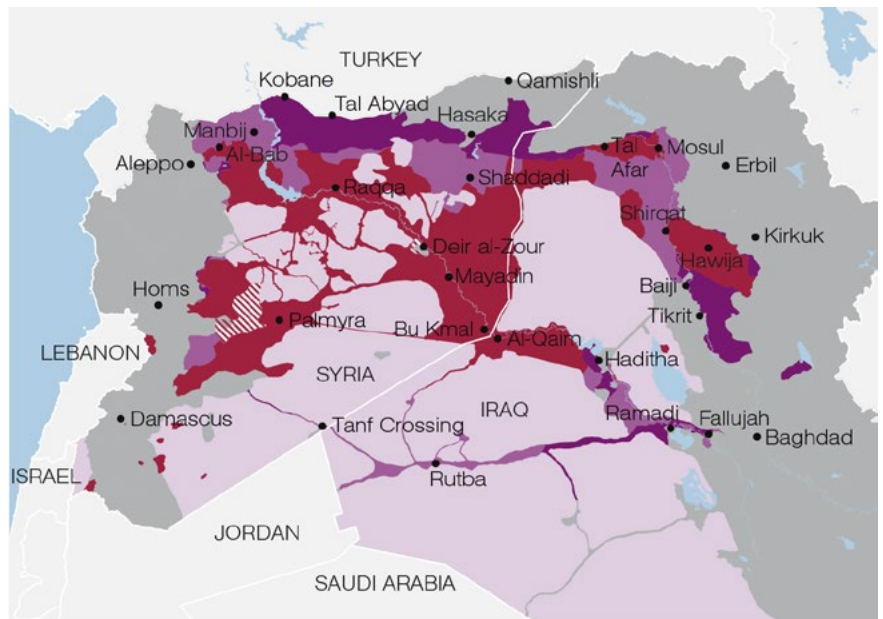 TURKEY
Kobane
Qamishli
Tal Abyad
Hasaka
Manbij
Al-Bab
Tal
Afar
Mosul
Aleppo
Erbil
Raqqa
Shaddadi
Shirqat
Kirkuk
Deir al-Zour
Hawija
Mayadin
Baiji
Homs
Tikrit
Palmyra
Bu Kmal
Al-Qaim
LEBANON
Haditha
SYRIA
IRAQ
Ramadi
Damascus
Tanf Crossing
Fallujah
Baghdad
ISRAEL
Rutba
JORDAN
SAUDI ARABIA